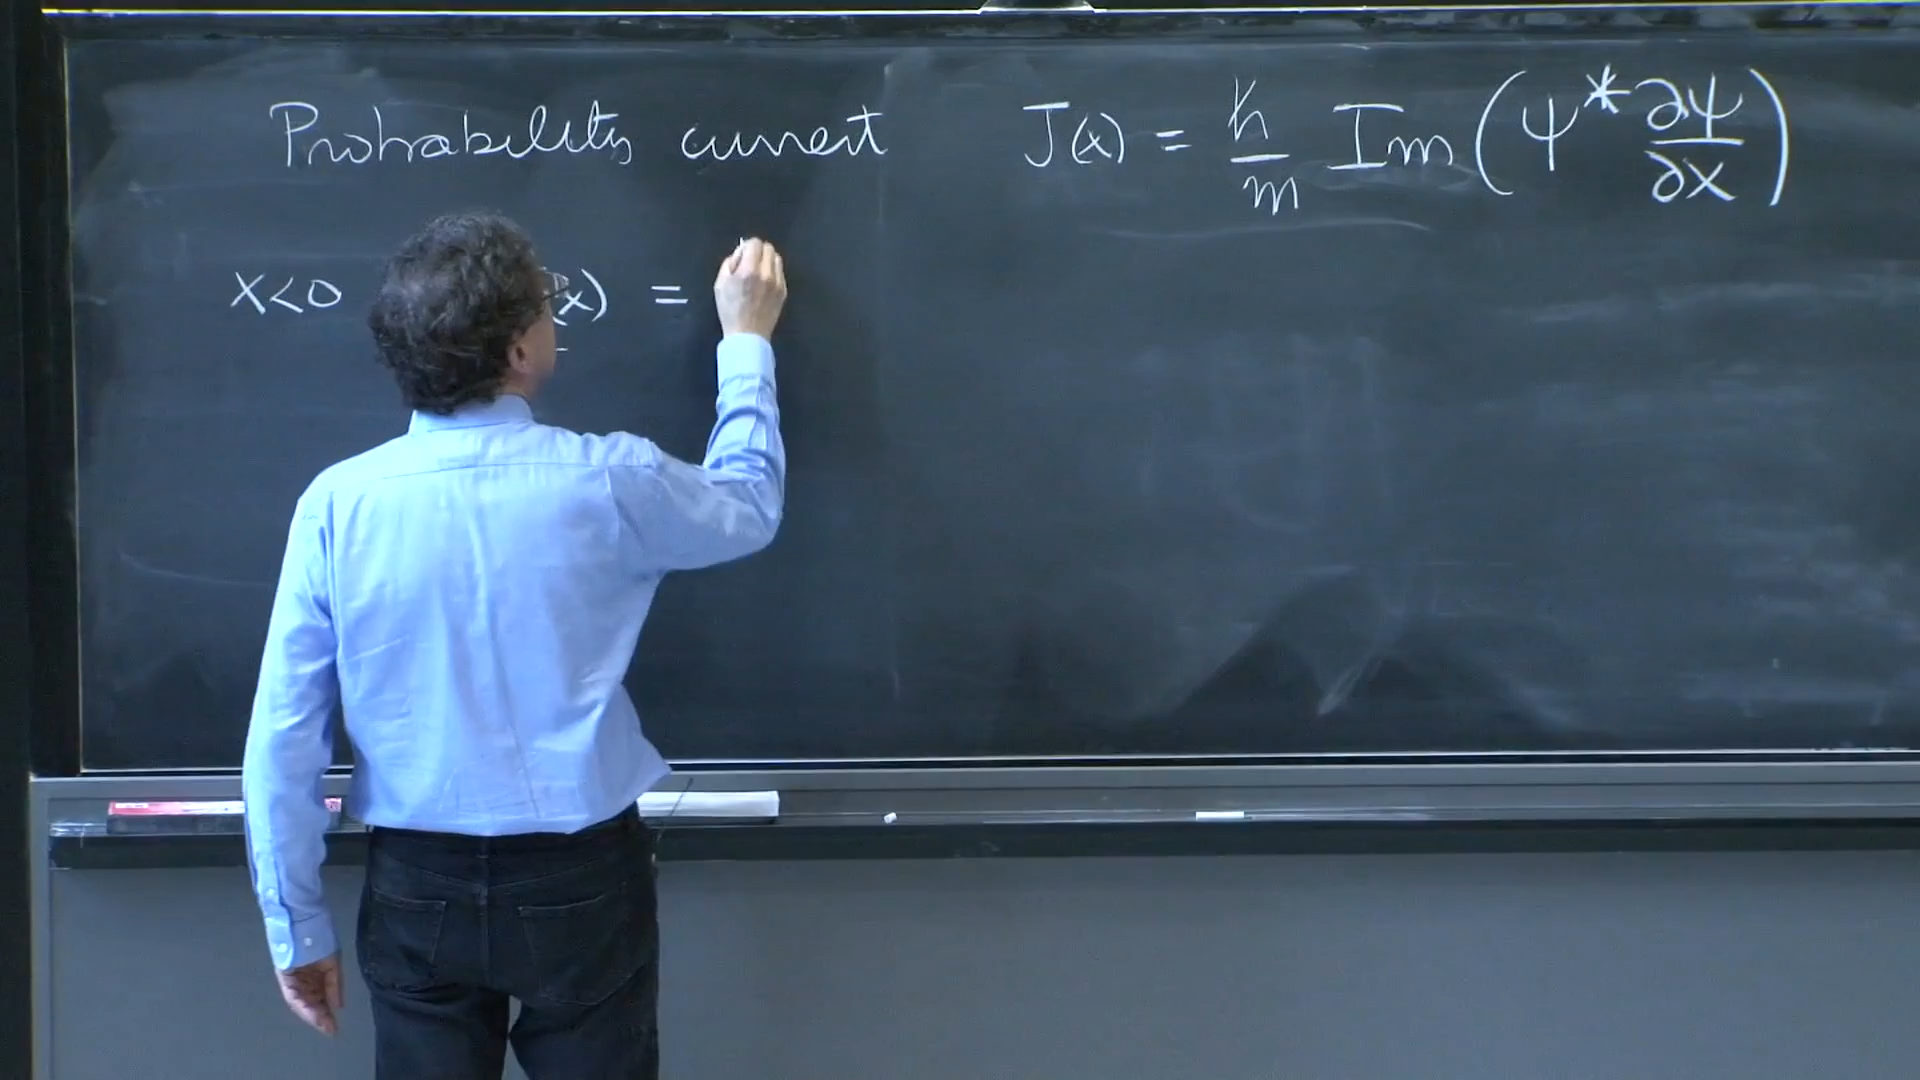 Probability current J(x) = ℏ/m Im(ψ* ∂ψ/∂x)
x<0 (x) =